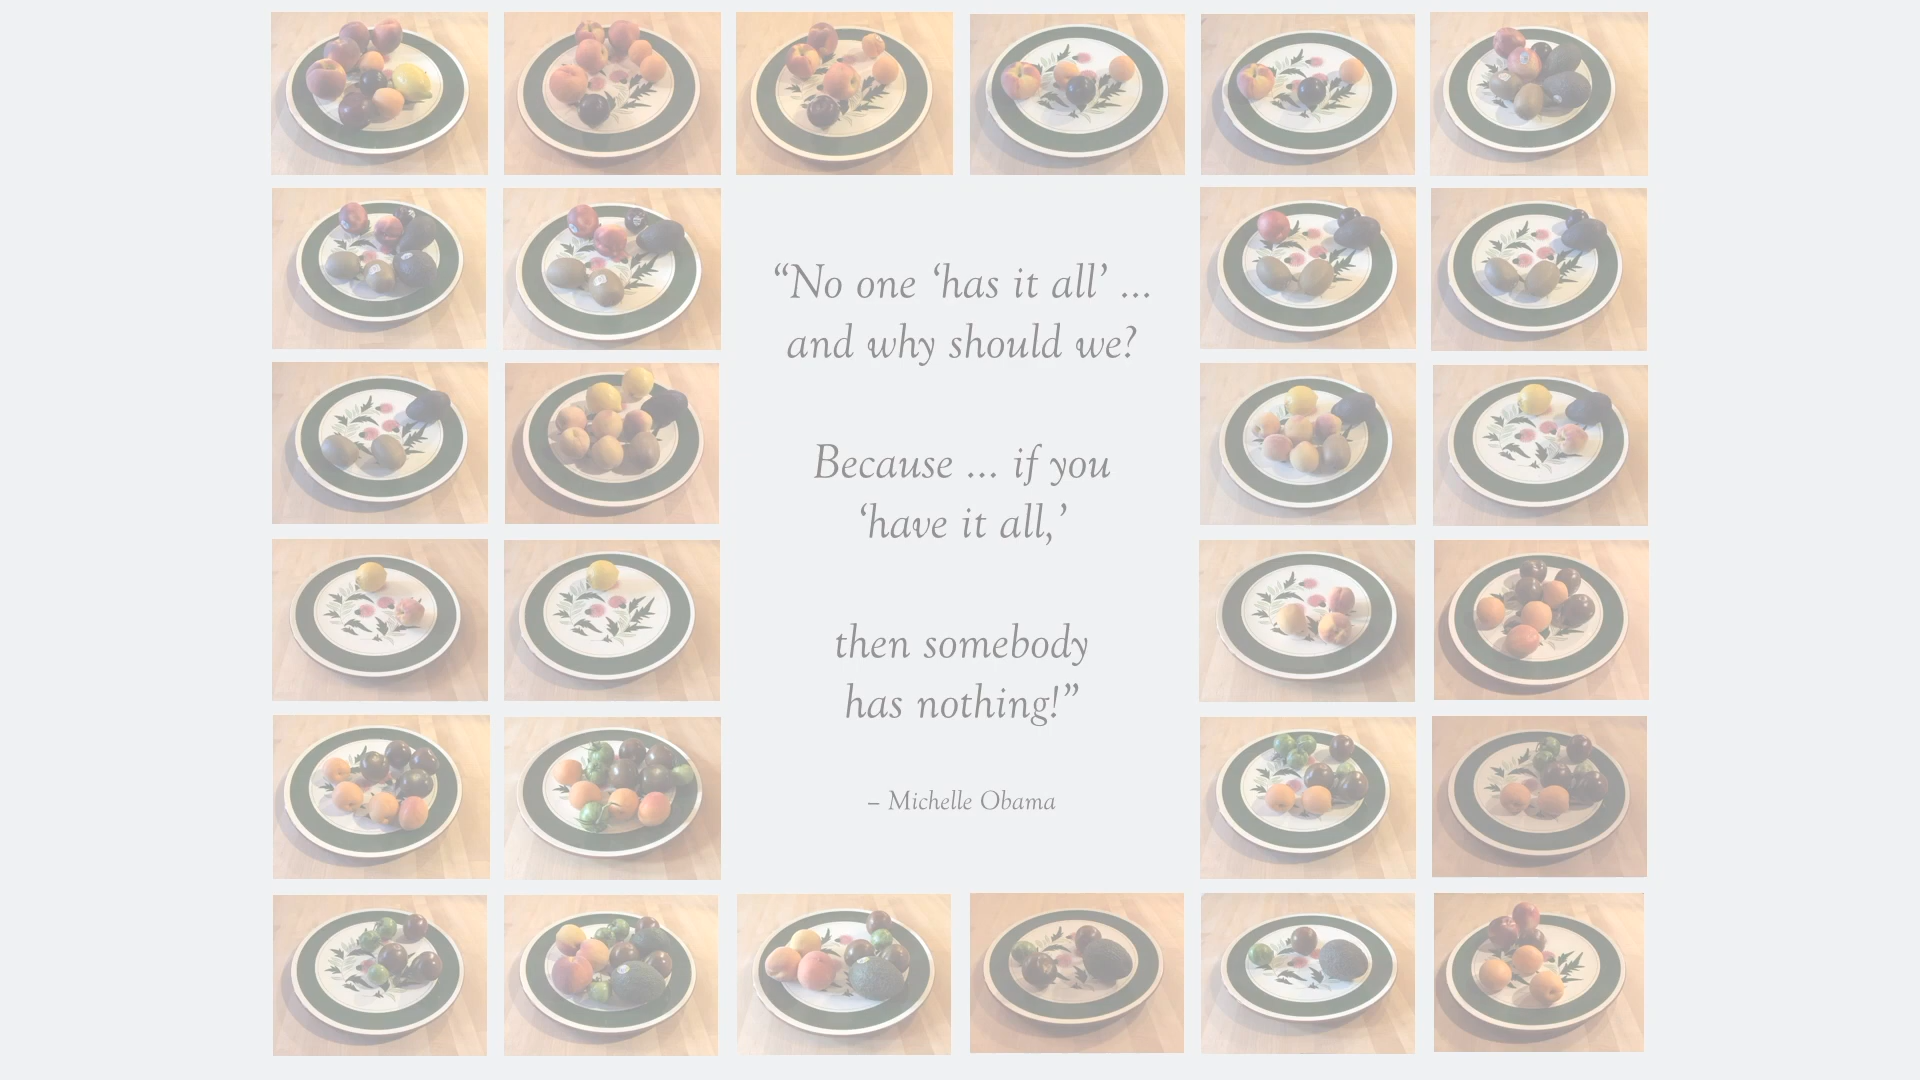 “No one ‘has it all’ ...
and why should we?
Because ... if you
‘have it all,’
then somebody
has nothing!”
– Michelle Obama